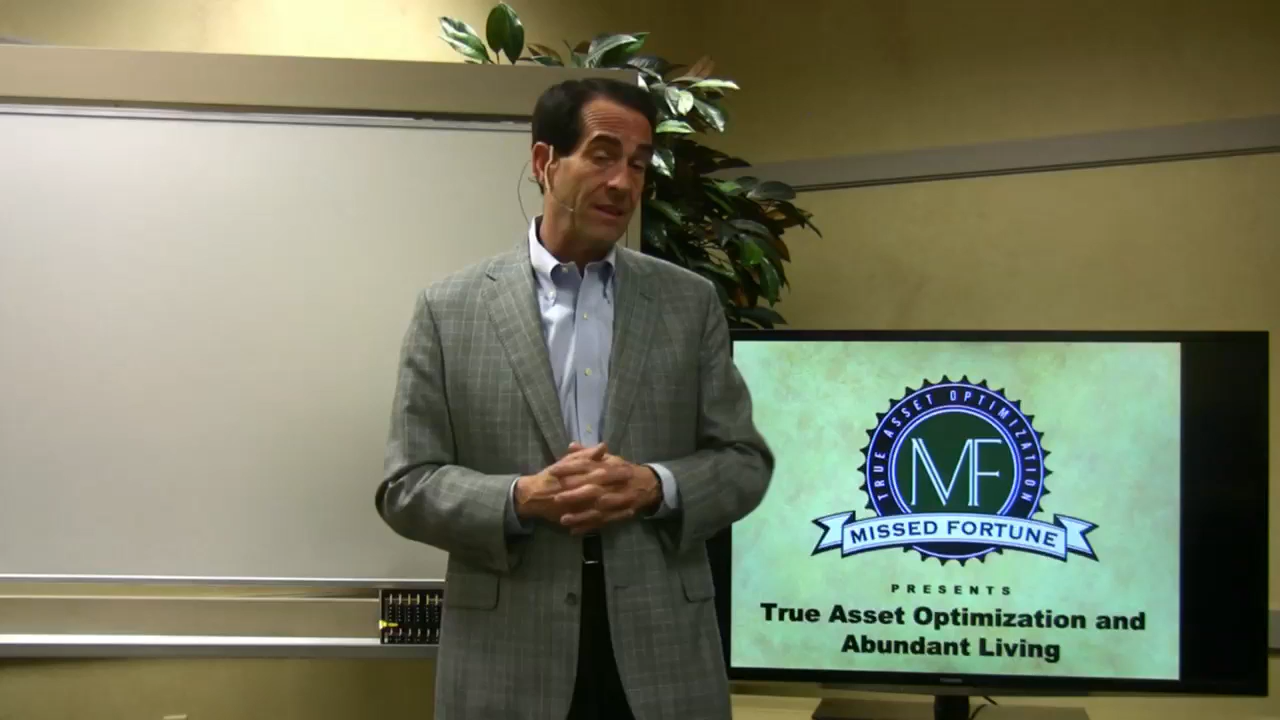 TRUE ASSET OPTIMIZATION
MF
MISSED FORTUNE
PRESENTS
True Asset Optimization and
Abundant Living